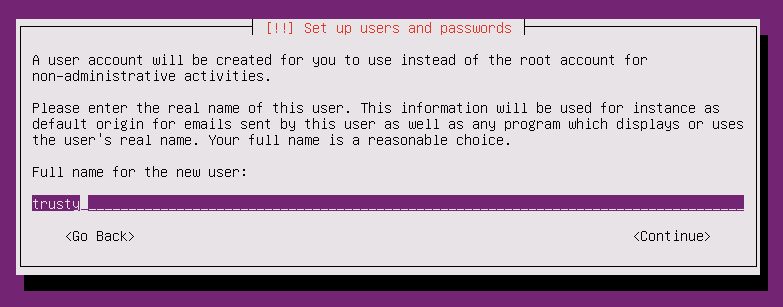 [!!] Set up users and passwords
A user account will be created for you to use instead of the root account for
non-administrative activities.
Please enter the real name of this user. This information will be used for instance as
default origin for emails sent by this user as well as any program which displays or uses
the user's real name. Your full name is a reasonable choice.
Full name for the new user:
trusty
<Go Back> <Continue>